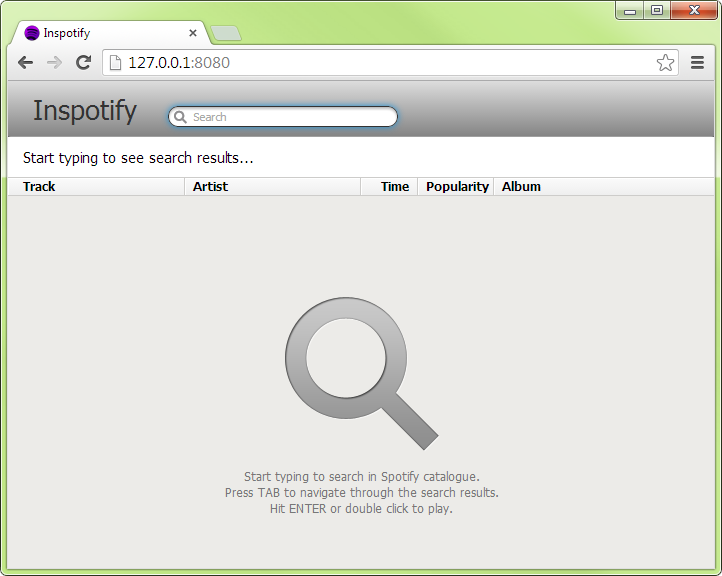 Inspotify
127.0.0.1:8080
Inspotify
Search
Start typing to see search results...
Track Artist Time Popularity Album
Start typing to search in Spotify catalogue.
Press TAB to navigate through the search results.
Hit ENTER or double click to play.